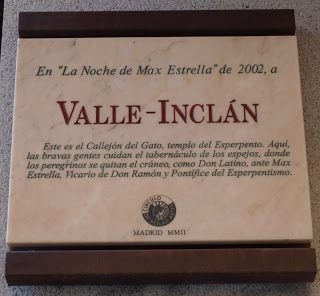 En “La Noche de Max Estrella” de 2002, a
VALLE-INCLÁN
Este es el Callejón del Gato, templo del Esperpento. Aquí,
las bravas gentes cuidan el tabernáculo de los espejos, donde
los peregrinos se quitan el cráneo, como Don Latino, ante Max
Estrella, Vicario de Don Ramón y Pontífice del Esperpentismo.
CÍRCULO
MADRID MMII